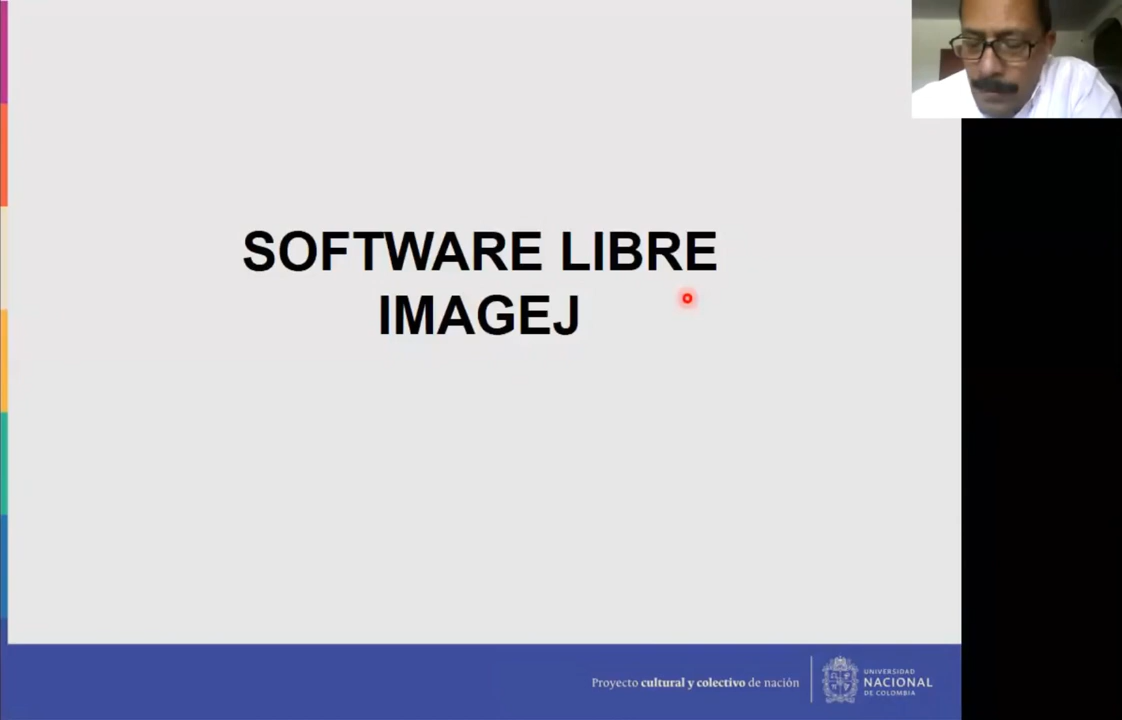 SOFTWARE LIBRE
IMAGEJ
Proyecto cultural y colectivo de nación
UNIVERSIDAD
NACIONAL
DE COLOMBIA